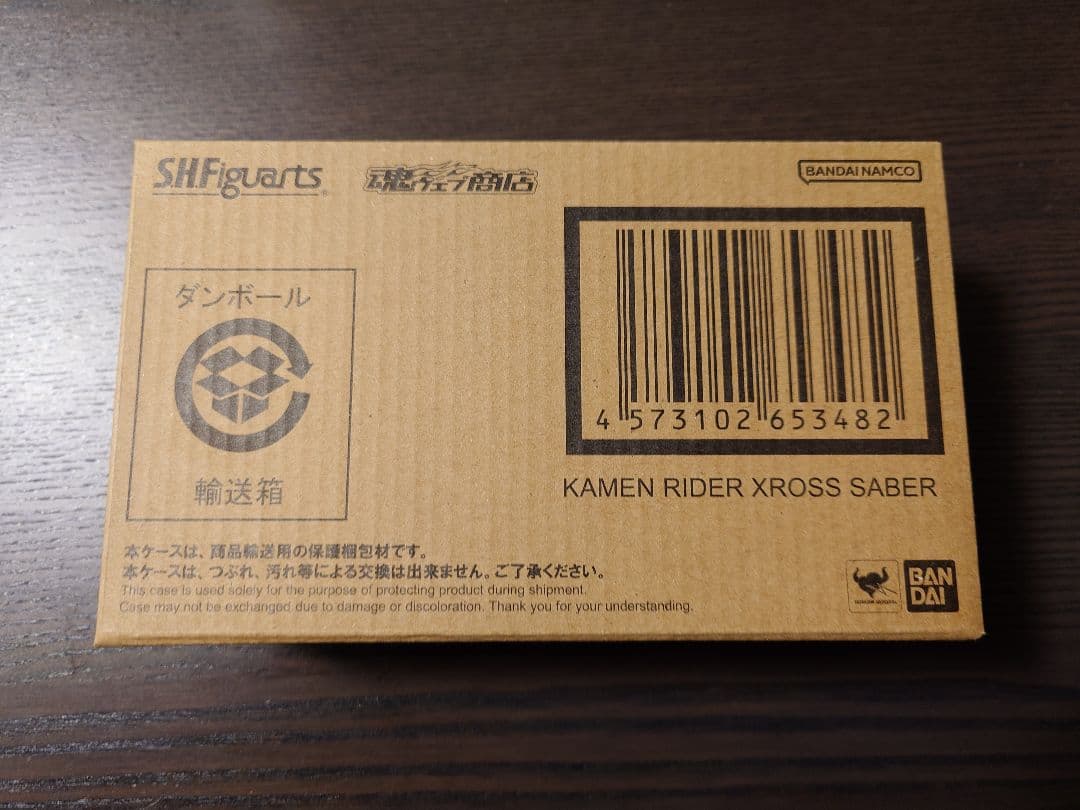 S.H.Figuarts
魂ウェブ商店
BANDAI NAMCO
ダンボール
輸送箱
4 573102 653482
KAMEN RIDER XROSS SABER
本ケースは、商品輸送用の保護梱包材です。
本ケースは、つぶれ、汚れ等による交換は出来ません。ご了承ください。
This case is used solely for the purpose of protecting product during shipment.
Case may not be exchanged due to damage or discoloration. Thank you for your understanding.
BAN
DAI